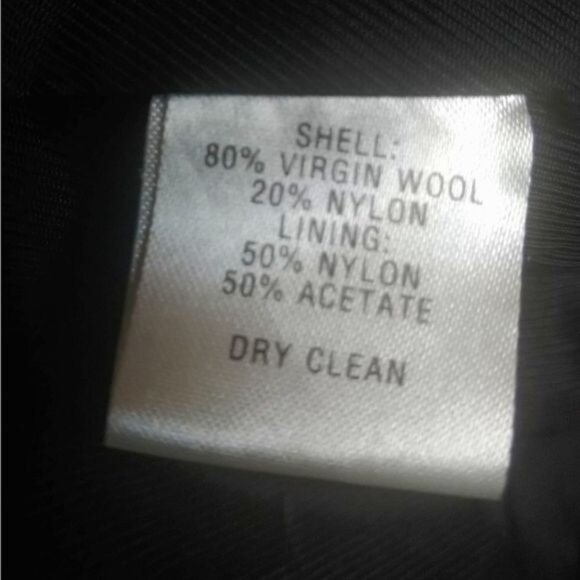 SHELL:
80% VIRGIN WOOL
20% NYLON
LINING:
50% NYLON
50% ACETATE
DRY CLEAN